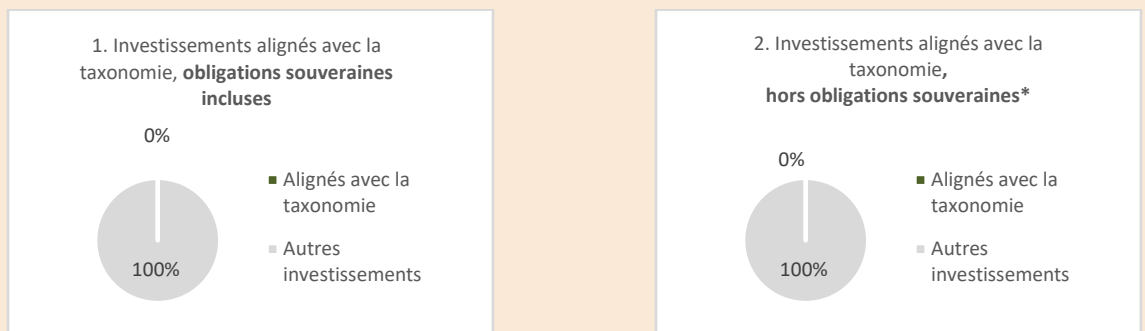 1. Investissements alignés avec la
taxonomie, obligations souveraines
incluses
0%
100%
Alignés avec la
taxonomie
Autres
investissements
2. Investissements alignés avec la
taxonomie,
hors obligations souveraines*
0%
100%
Alignés avec la
taxonomie
Autres
investissements